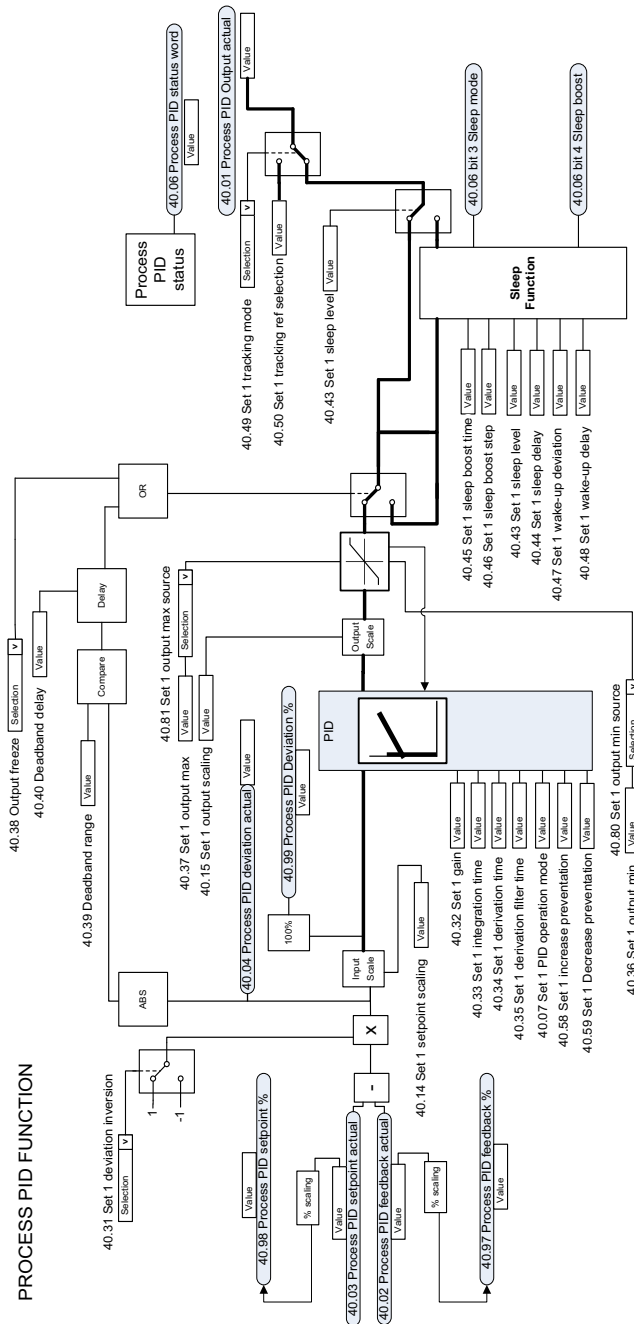 PROCESS PID FUNCTION
40.31 Set 1 deviation inversion
Selection
v
1
-1
40.98 Process PID setpoint %
Value
% scaling
40.03 Process PID setpoint actual
Value
40.02 Process PID feedback actual
Value
% scaling
40.97 Process PID feedback %
Value
-
X
ABS
40.04 Process PID deviation actual
Value
Input Scale
40.14 Set 1 setpoint scaling
Value
100%
40.99 Process PID Deviation %
Value
40.38 Output freeze
Selection
v
40.40 Deadband delay
Value
40.39 Deadband range
Value
Compare
Delay
OR
40.81 Set 1 output max source
40.37 Set 1 output max
Value
Selection
v
40.15 Set 1 output scaling
Value
PID
Output Scale
40.32 Set 1 gain
Value
40.33 Set 1 integration time
Value
40.34 Set 1 derivation time
Value
40.35 Set 1 derivation filter time
Value
40.07 Set 1 PID operation mode
Value
40.58 Set 1 increase preventation
Value
40.59 Set 1 Decrease preventation
Value
40.80 Set 1 output min source
40.36 Set 1 output min
Value
Selection
v
Process PID status
40.06 Process PID status word
Value
40.01 Process PID Output actual
Value
40.49 Set 1 tracking mode
Selection
v
40.50 Set 1 tracking ref selection
Value
40.43 Set 1 sleep level
Value
40.45 Set 1 sleep boost time
Value
40.46 Set 1 sleep boost step
Value
40.43 Set 1 sleep level
Value
40.44 Set 1 sleep delay
Value
40.47 Set 1 wake-up deviation
Value
40.48 Set 1 wake-up delay
Value
Sleep Function
40.06 bit 3 Sleep mode
40.06 bit 4 Sleep boost